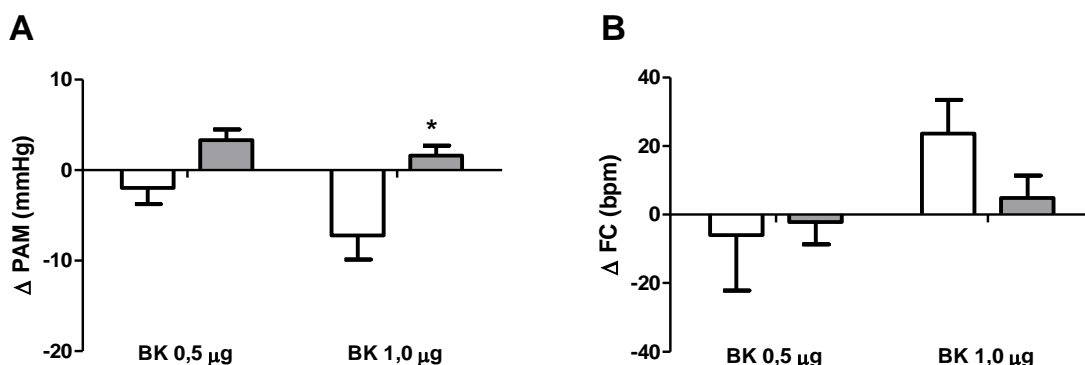 A
Δ PAM (mmHg)
10
0
-10
-20
*
BK 0,5 μg
BK 1,0 μg
B
Δ FC (bpm)
40
20
0
-20
-40
BK 0,5 μg
BK 1,0 μg